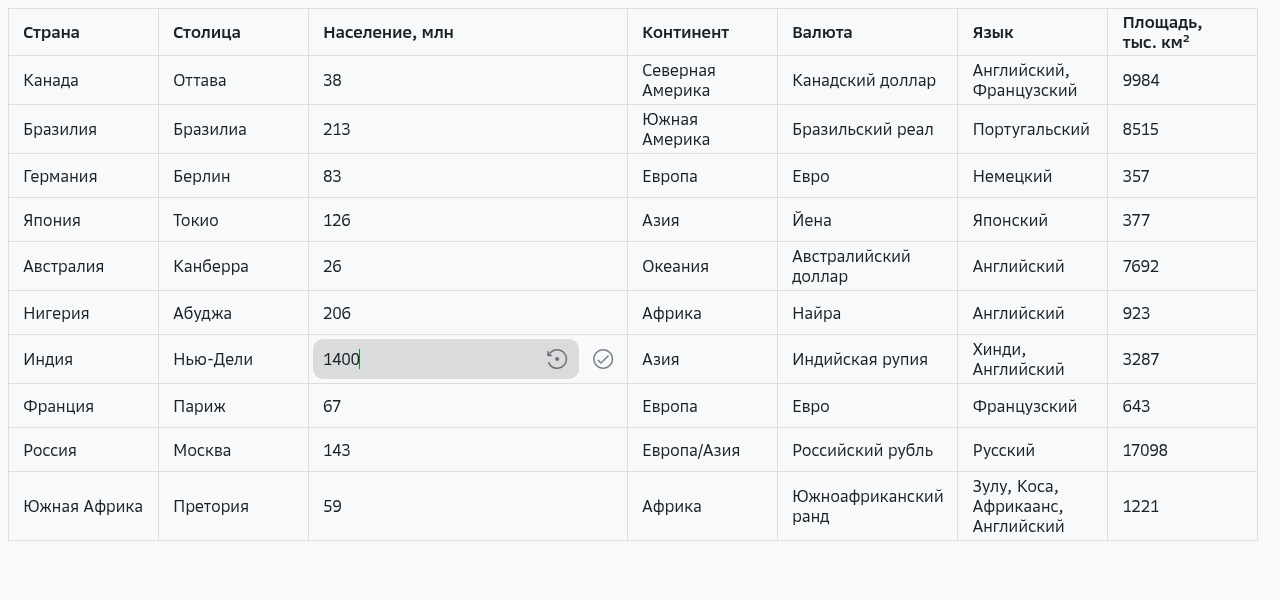 Страна Столица Население, млн Континент Валюта Язык Площадь, тыс. км²
Канада Оттава 38 Северная Америка Канадский доллар Английский, Французский 9984
Бразилия Бразилиа 213 Южная Америка Бразильский реал Португальский 8515
Германия Берлин 83 Европа Евро Немецкий 357
Япония Токио 126 Азия Йена Японский 377
Австралия Канберра 26 Океания Австралийский доллар Английский 7692
Нигерия Абуджа 206 Африка Найра Английский 923
Индия Нью-Дели 1400 Азия Индийская рупия Хинди, Английский 3287
Франция Париж 67 Европа Евро Французский 643
Россия Москва 143 Европа/Азия Российский рубль Русский 17098
Южная Африка Претория 59 Африка Южноафриканский ранд Зулу, Коса, Африкаанс, Английский 1221